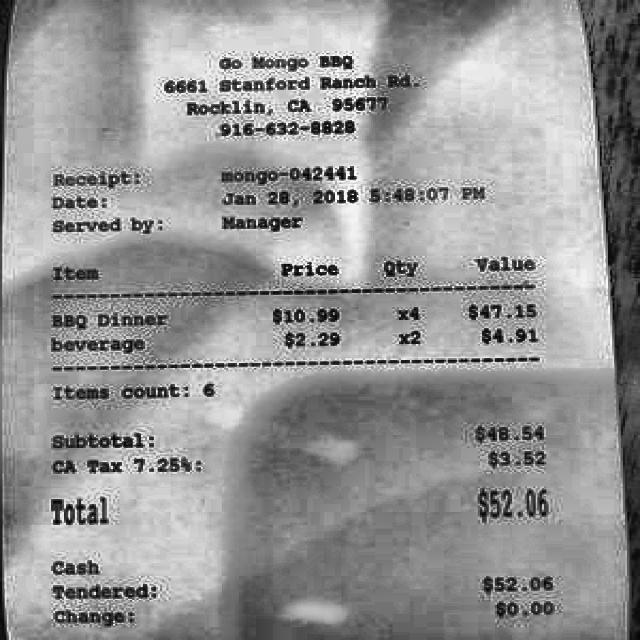 Go Mongo BBQ
6661 Stanford Ranch Rd.
Rocklin, CA 95677
916-632-8828
Receipt: mongo-042441
Date: Jan 28, 2018 5:48:07 PM
Served by: Manager
Item Price Qty Value
BBQ Dinner $10.99 x4 $47.15
beverage $2.29 x2 $4.91
Items count: 6
Subtotal: $48.54
CA Tax 7.25%: $3.52
Total $52.06
Cash
Tendered: $52.06
Change: $0.00